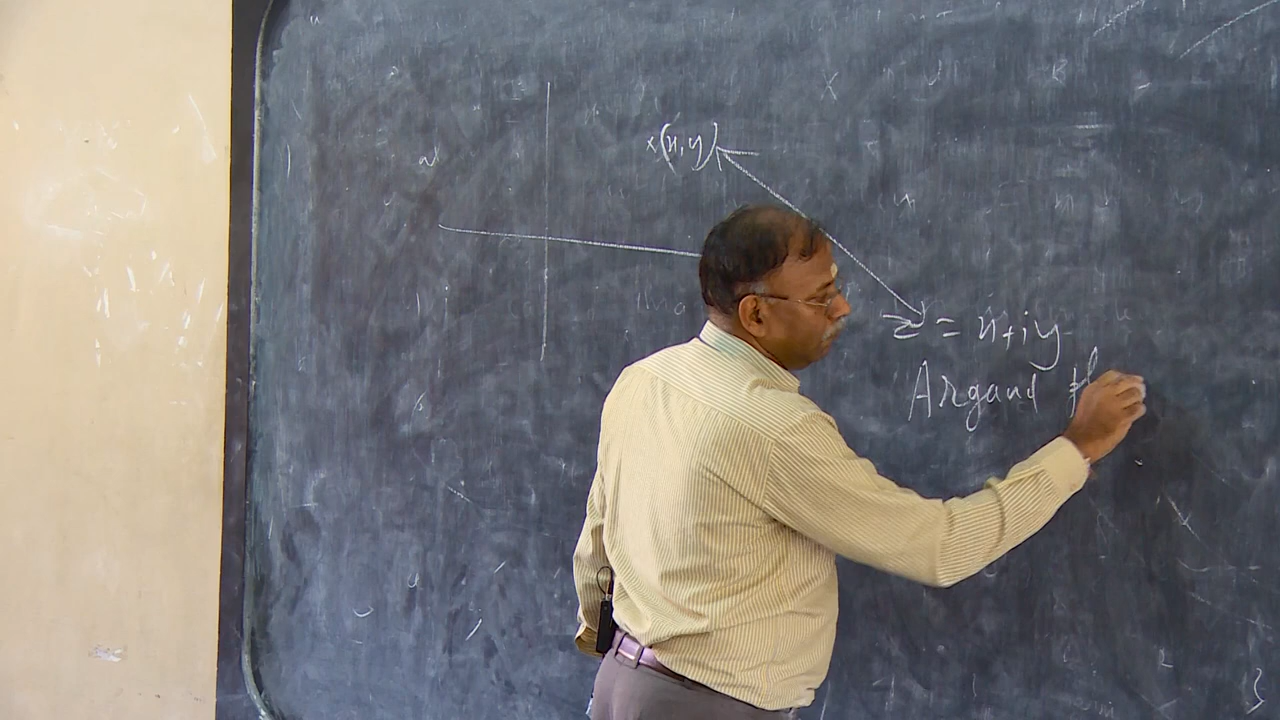 x(x, y)
z = x + iy
Argand pl